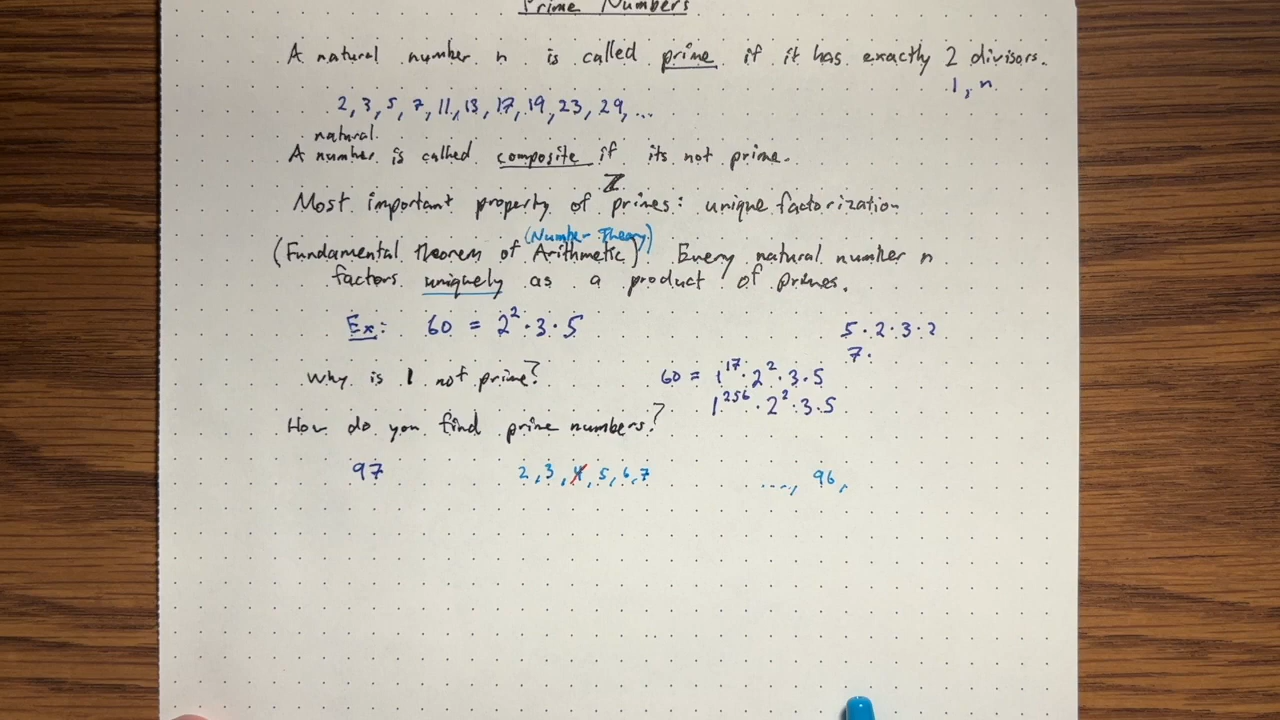 Prime Numbers
A natural number n is called prime if it has exactly 2 divisors.
1, n
2, 3, 5, 7, 11, 13, 17, 19, 23, 29, ...
natural
A number is called composite if its not prime.
Z
Most important property of primes: unique factorization
(Number Theory)
(Fundamental theorem of Arithmetic) Every natural number n
factors uniquely as a product of primes.
Ex: 60 = 2² · 3 · 5
5 · 2 · 3 · 2
7 ·
Why is 1 not prime? 60 = 1¹⁷ · 2² · 3 · 5
1²⁵⁶ · 2² · 3 · 5
How do you find prime numbers?
97 2, 3, 4, 5, 6, 7 ..., 96,